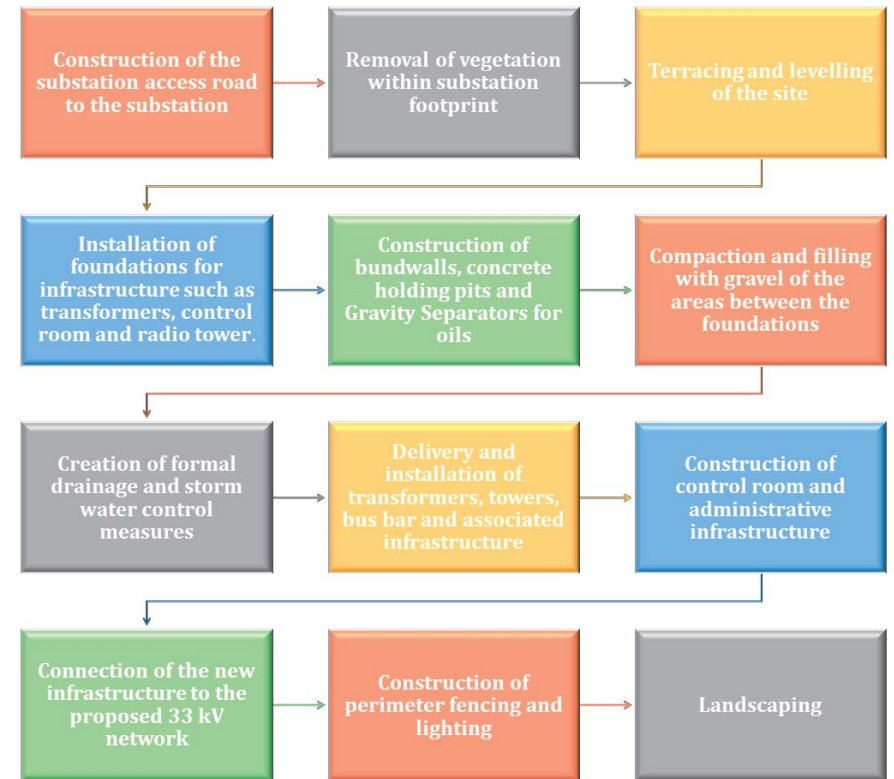 Construction of the
substation access road
to the substation
Removal of vegetation
within substation
footprint
Terracing and levelling
of the site
Installation of
foundations for
infrastructure such as
transformers, control
room and radio tower.
Construction of
bundwalls, concrete
holding pits and
Gravity Separators for
oils
Compaction and filling
with gravel of the
areas between the
foundations
Creation of formal
drainage and storm
water control
measures
Delivery and
installation of
transformers, towers,
bus bar and associated
infrastructure
Construction of
control room and
administrative
infrastructure
Connection of the new
infrastructure to the
proposed 33 kV
network
Construction of
perimeter fencing and
lighting
Landscaping